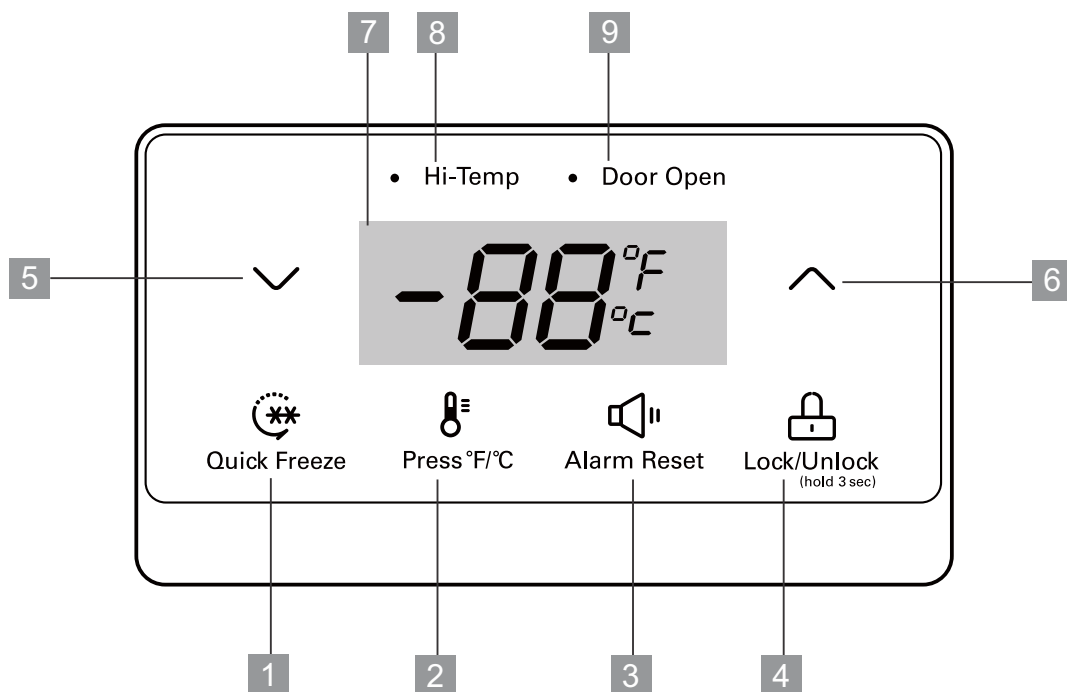 7 8 9
• Hi-Temp • Door Open
5 -88 °F °C 6
Quick Freeze Press °F/°C Alarm Reset Lock/Unlock
(hold 3 sec)
1 2 3 4